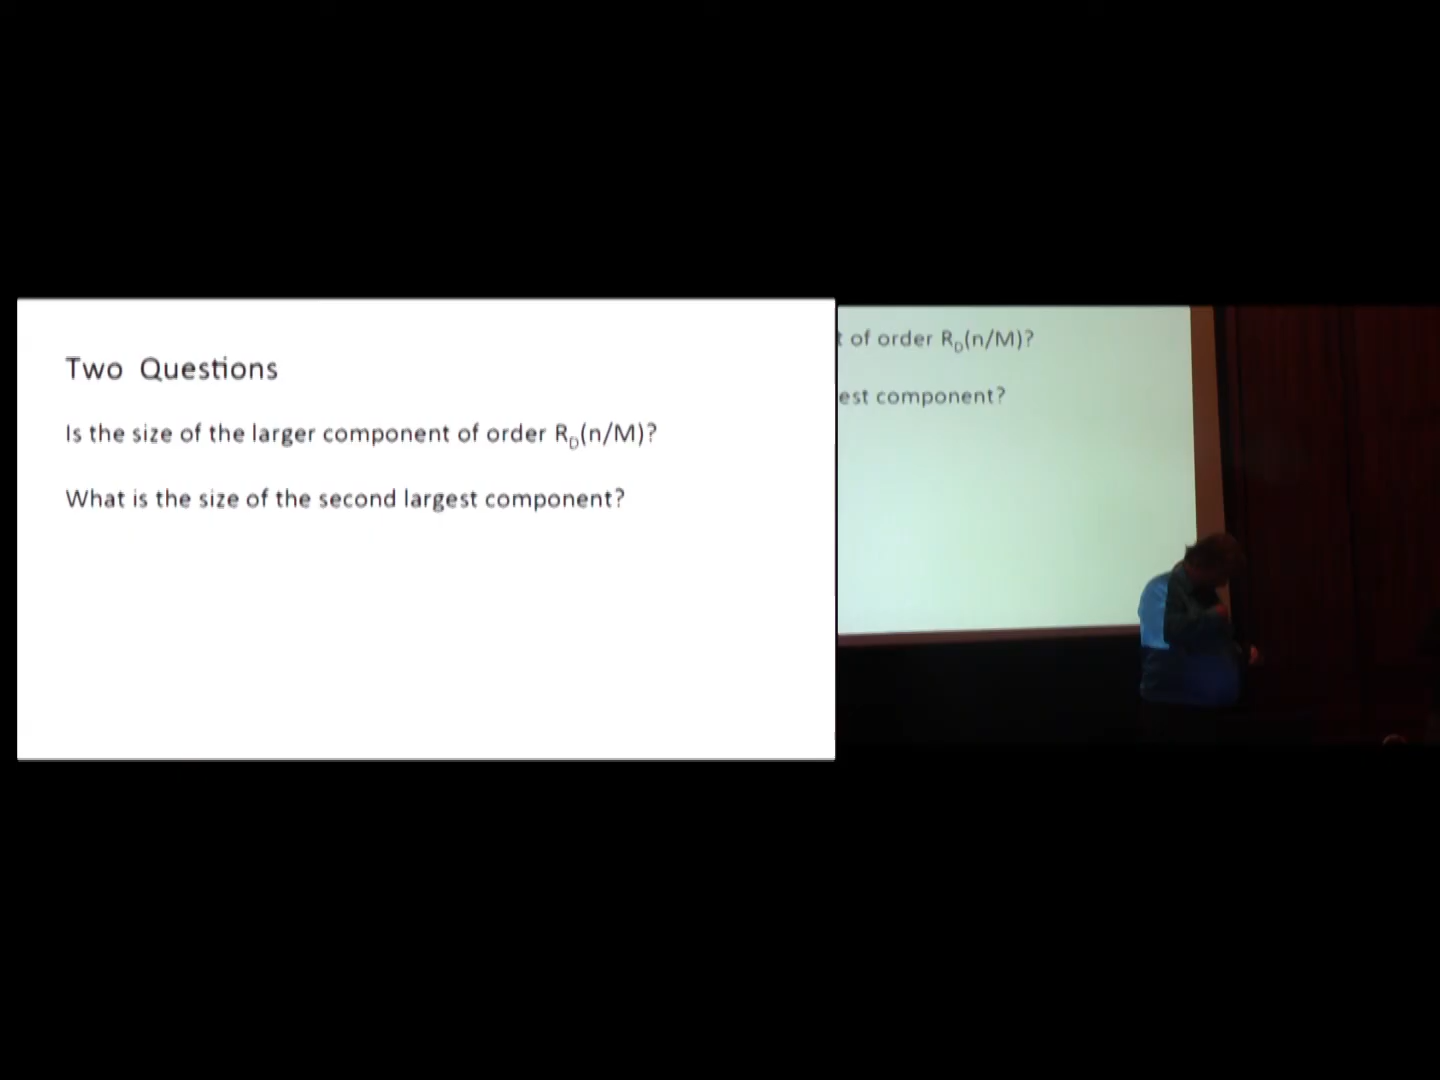 Two Questions
Is the size of the larger component of order R_D(n/M)?
What is the size of the second largest component?
t of order R_D(n/M)?
est component?